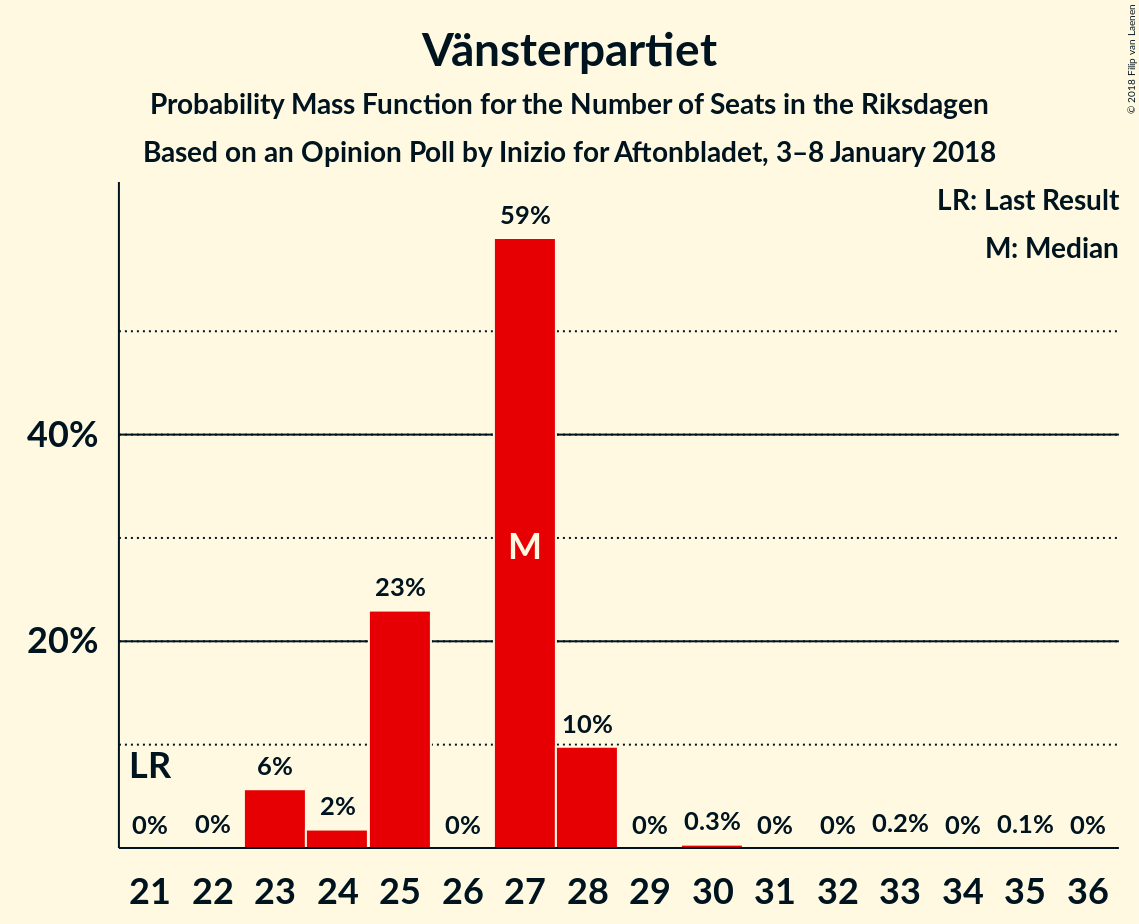 Vänsterpartiet
Probability Mass Function for the Number of Seats in the Riksdagen
Based on an Opinion Poll by Inizio for Aftonbladet, 3–8 January 2018
© 2018 Filip van Laenen
LR: Last Result
M: Median
59%
40%
M
23%
20%
10%
LR
6%
2%
0% 0% 0% 0% 0.3% 0% 0% 0.2% 0% 0.1% 0%
21 22 23 24 25 26 27 28 29 30 31 32 33 34 35 36